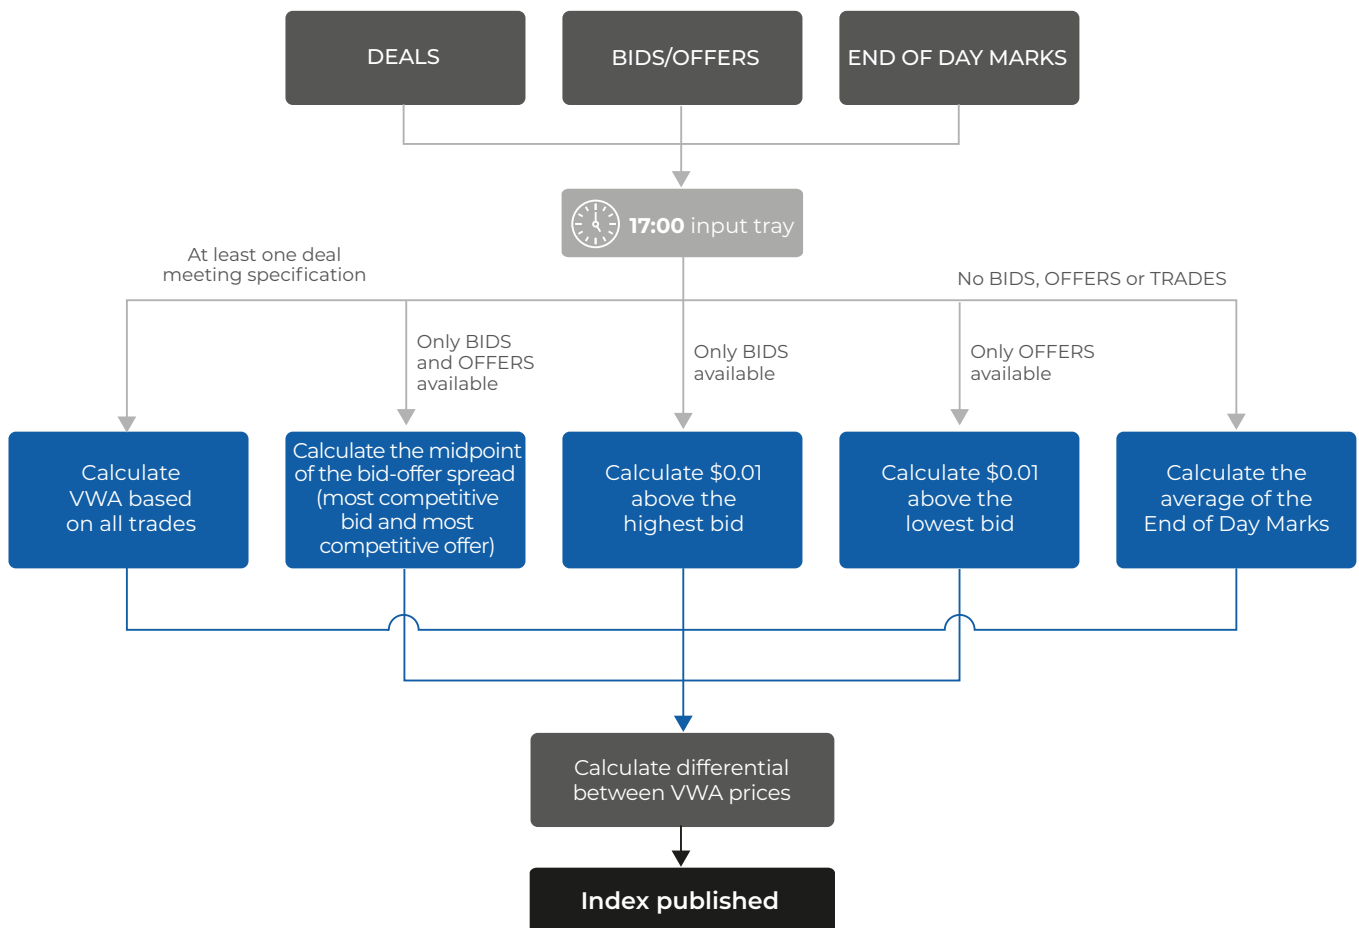 DEALS
BIDS/OFFERS
END OF DAY MARKS
17:00 input tray
At least one deal
meeting specification
No BIDS, OFFERS or TRADES
Only BIDS
and OFFERS
available
Only BIDS
available
Only OFFERS
available
Calculate
VWA based
on all trades
Calculate the midpoint
of the bid-offer spread
(most competitive
bid and most
competitive offer)
Calculate $0.01
above the
highest bid
Calculate $0.01
above the
lowest bid
Calculate the
average of the
End of Day Marks
Calculate differential
between VWA prices
Index published